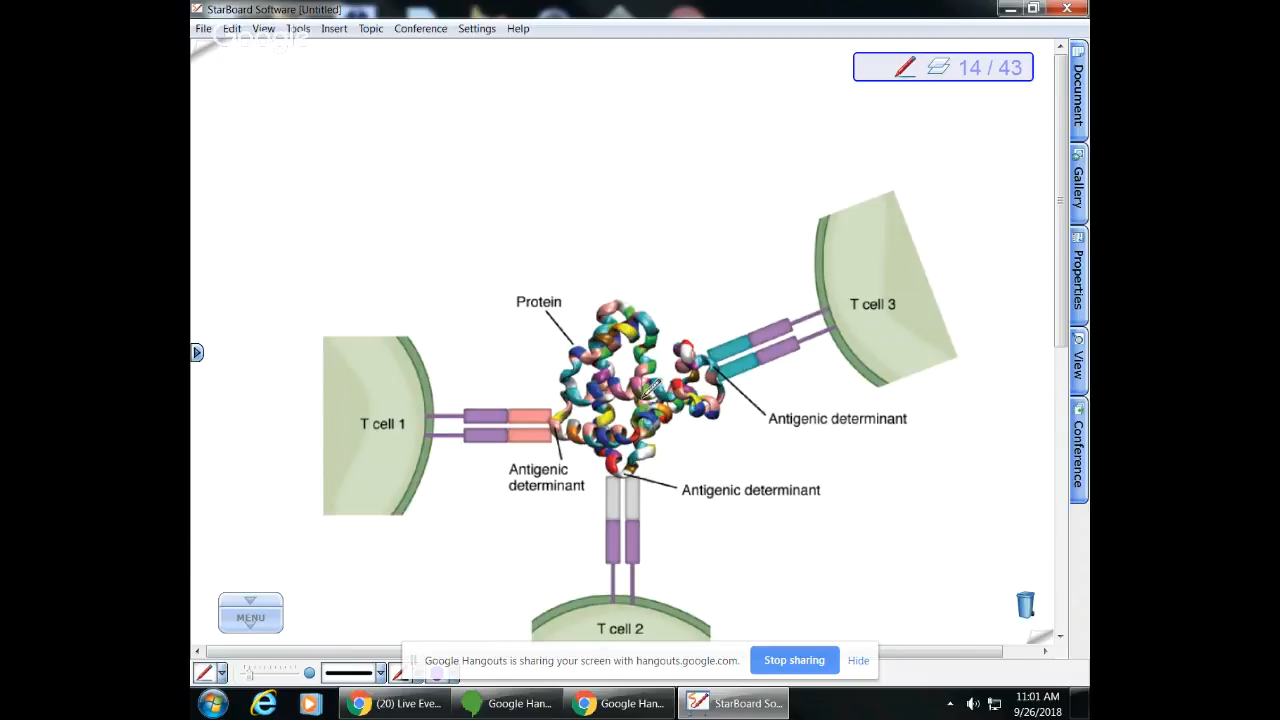 StarBoard Software [Untitled]
File Edit View Tools Insert Topic Conference Settings Help
Google
14 / 43
Document
Gallery
Properties
View
Conference
T cell 3
Protein
T cell 1
Antigenic determinant
Antigenic
determinant
Antigenic determinant
T cell 2
MENU
Google Hangouts is sharing your screen with hangouts.google.com. Stop sharing Hide
(20) Live Eve... Google Han... Google Han... StarBoard So...
11:01 AM
9/26/2018